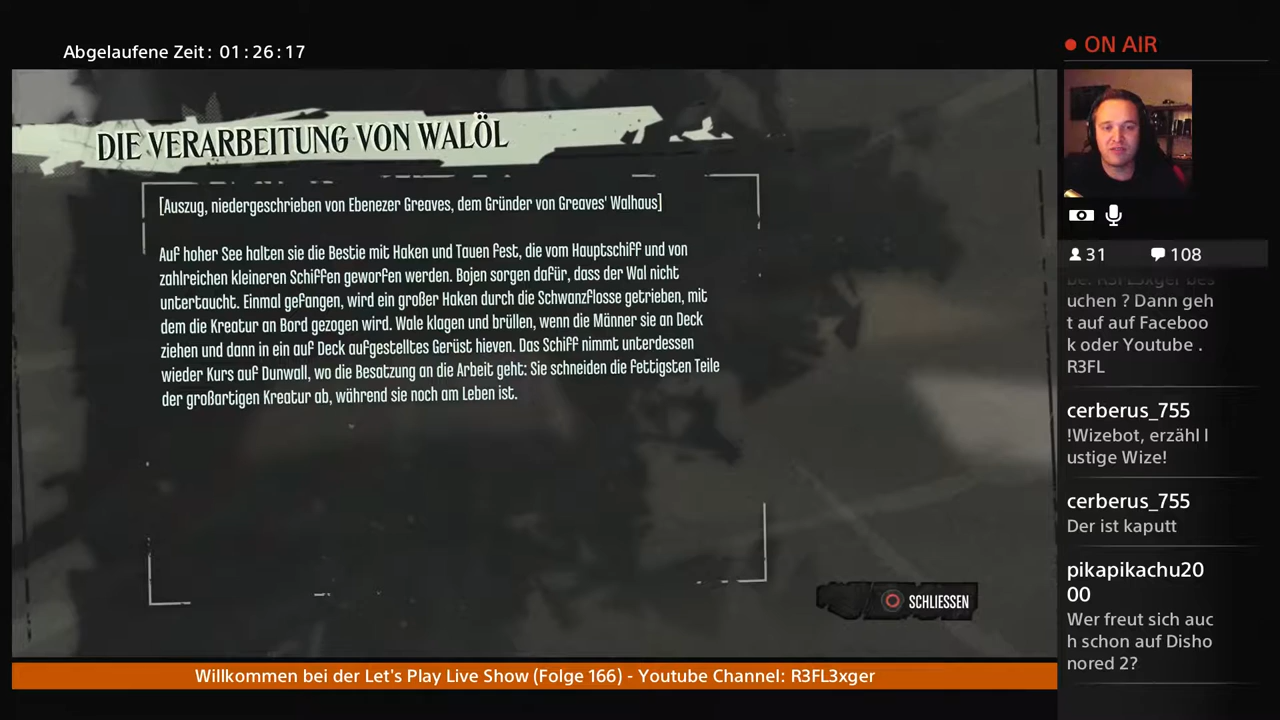 Abgelaufene Zeit: 01:26:17
ON AIR
DIE VERARBEITUNG VON WALÖL
[Auszug, niedergeschrieben von Ebenezer Greaves, dem Gründer von Greaves' Walhaus]
Auf hoher See halten sie die Bestie mit Haken und Tauen fest, die vom Hauptschiff und von
zahlreichen kleineren Schiffen geworfen werden. Bojen sorgen dafür, dass der Wal nicht
untertaucht. Einmal gefangen, wird ein großer Haken durch die Schwanzflosse getrieben, mit
dem die Kreatur an Bord gezogen wird. Wale klagen und brüllen, wenn die Männer sie an Deck
ziehen und dann in ein auf Deck aufgestelltes Gerüst hieven. Das Schiff nimmt unterdessen
wieder Kurs auf Dunwall, wo die Besatzung an die Arbeit geht: Sie schneiden die fettigsten Teile
der großartigen Kreatur ab, während sie noch am Leben ist.
SCHLIESSEN
31 108
uchen ? Dann geh
t auf auf Faceboo
k oder Youtube .
R3FL
cerberus_755
!Wizebot, erzähl l
ustige Wize!
cerberus_755
Der ist kaputt
pikapikachu20
00
Wer freut sich auc
h schon auf Disho
nored 2?
Willkommen bei der Let's Play Live Show (Folge 166) - Youtube Channel: R3FL3xger